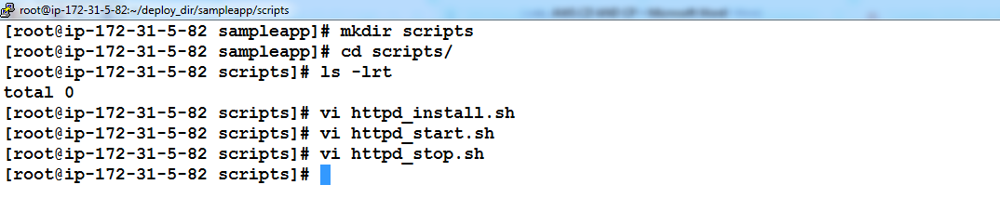 root@ip-172-31-5-82:~/deploy_dir/sampleapp/scripts
[root@ip-172-31-5-82 sampleapp]# mkdir scripts
[root@ip-172-31-5-82 sampleapp]# cd scripts/
[root@ip-172-31-5-82 scripts]# ls -lrt
total 0
[root@ip-172-31-5-82 scripts]# vi httpd_install.sh
[root@ip-172-31-5-82 scripts]# vi httpd_start.sh
[root@ip-172-31-5-82 scripts]# vi httpd_stop.sh
[root@ip-172-31-5-82 scripts]#